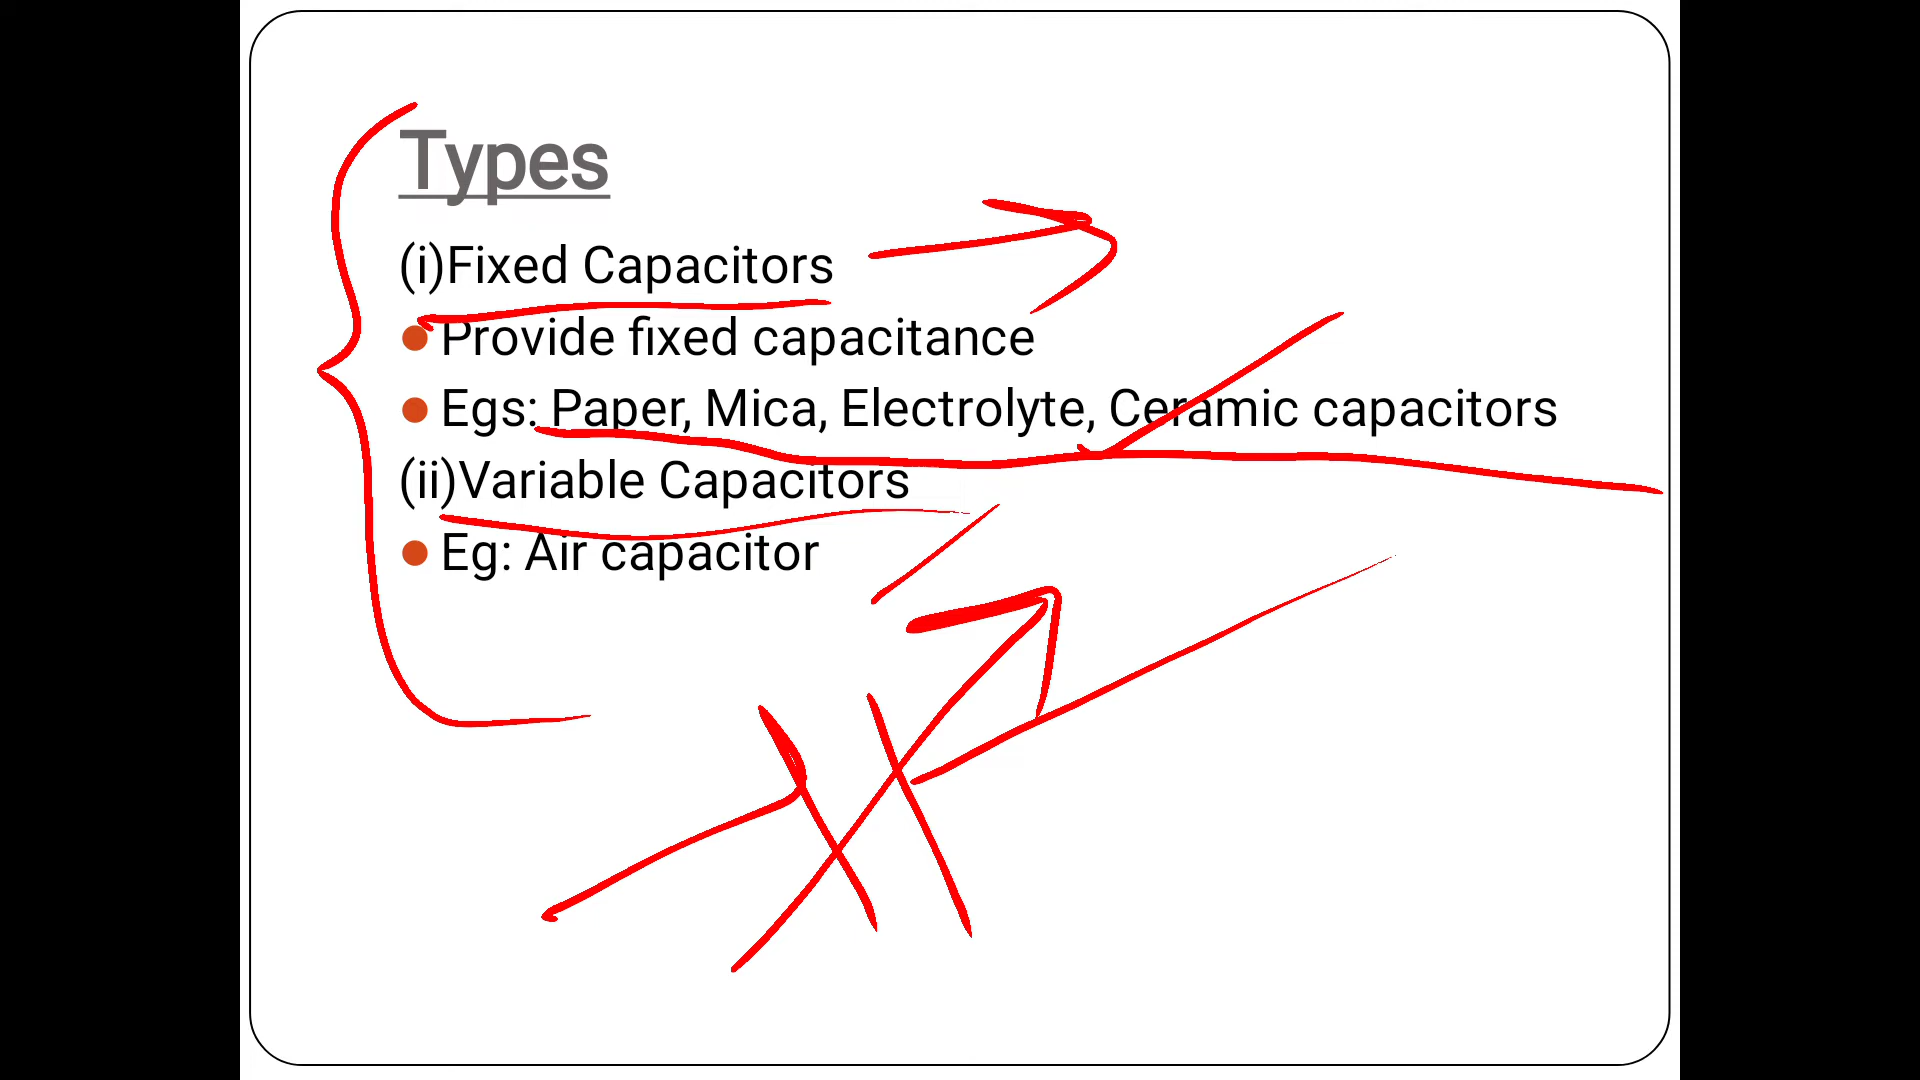 Types
(i)Fixed Capacitors
Provide fixed capacitance
Egs: Paper, Mica, Electrolyte, Ceramic capacitors
(ii)Variable Capacitors
Eg: Air capacitor